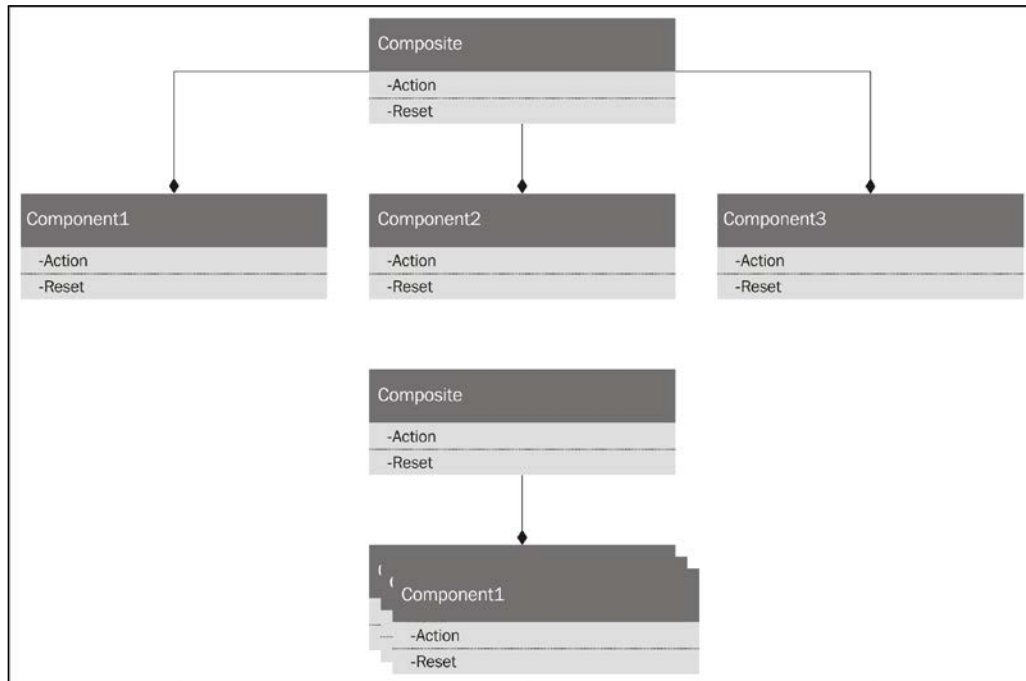 Composite
-Action
-Reset
Component1
Component2
Component3
-Action
-Action
-Action
-Reset
-Reset
-Reset
Composite
-Action
-Reset
Component1
-Action
-Reset